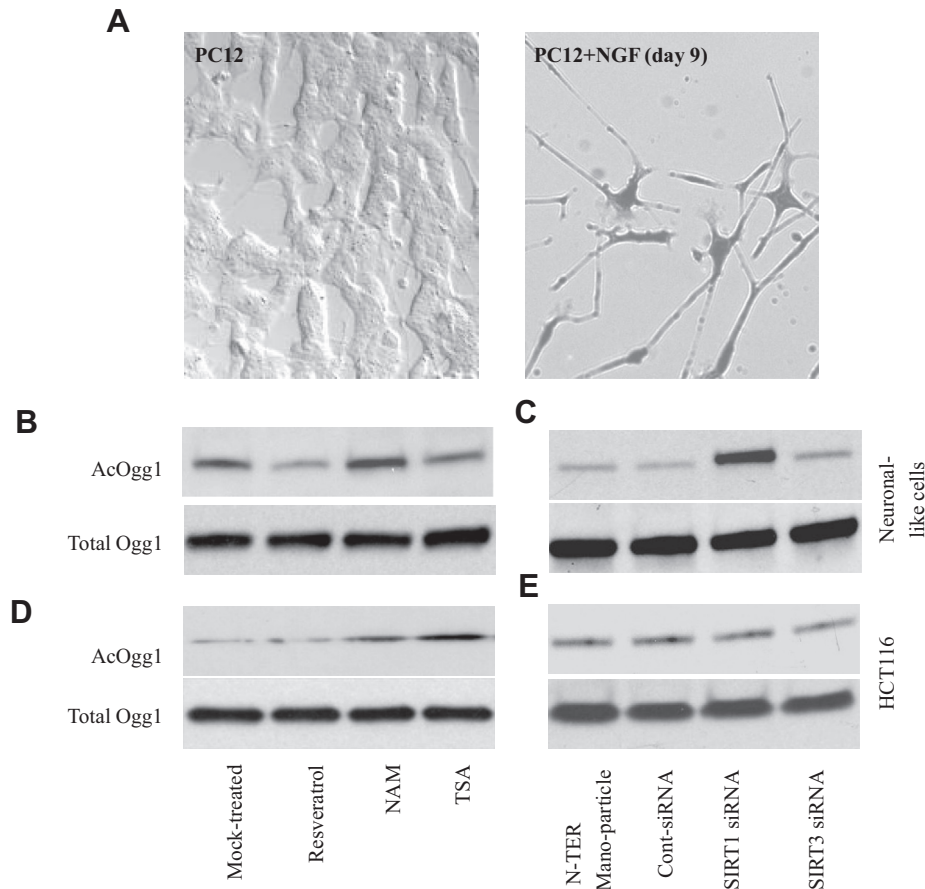 A
PC12
PC12+NGF (day 9)
B
C
AcOgg1
Total Ogg1
Neuronal-
like cells
D
E
AcOgg1
Total Ogg1
HCT116
Mock-treated
Resveratrol
NAM
TSA
N-TER
Mano-particle
Cont-siRNA
SIRT1 siRNA
SIRT3 siRNA